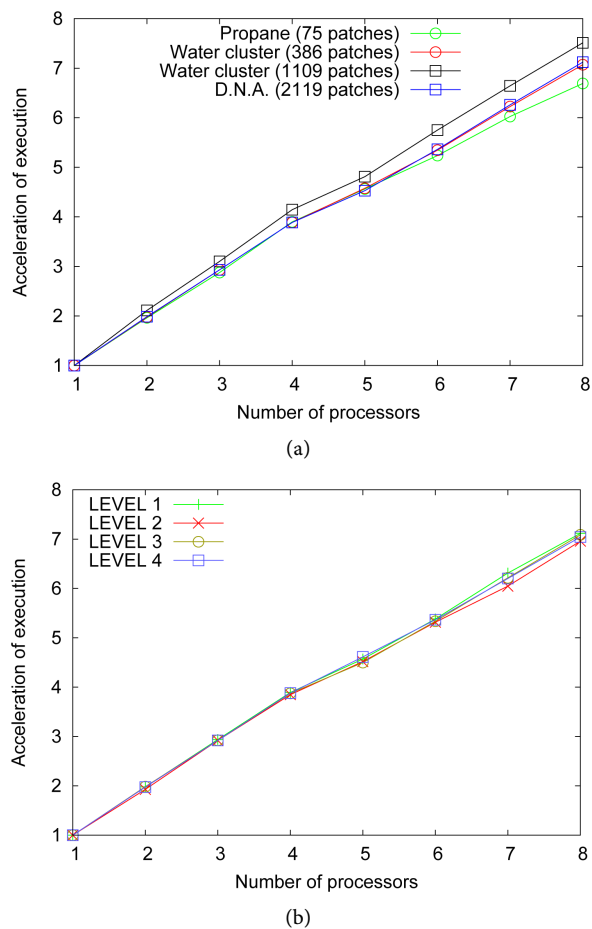 8
7
6
5
4
3
2
1
Acceleration of execution
Propane (75 patches)
Water cluster (386 patches)
Water cluster (1109 patches)
D.N.A. (2119 patches)
1 2 3 4 5 6 7 8
Number of processors
(a)
8
7
6
5
4
3
2
1
Acceleration of execution
LEVEL 1
LEVEL 2
LEVEL 3
LEVEL 4
1 2 3 4 5 6 7 8
Number of processors
(b)